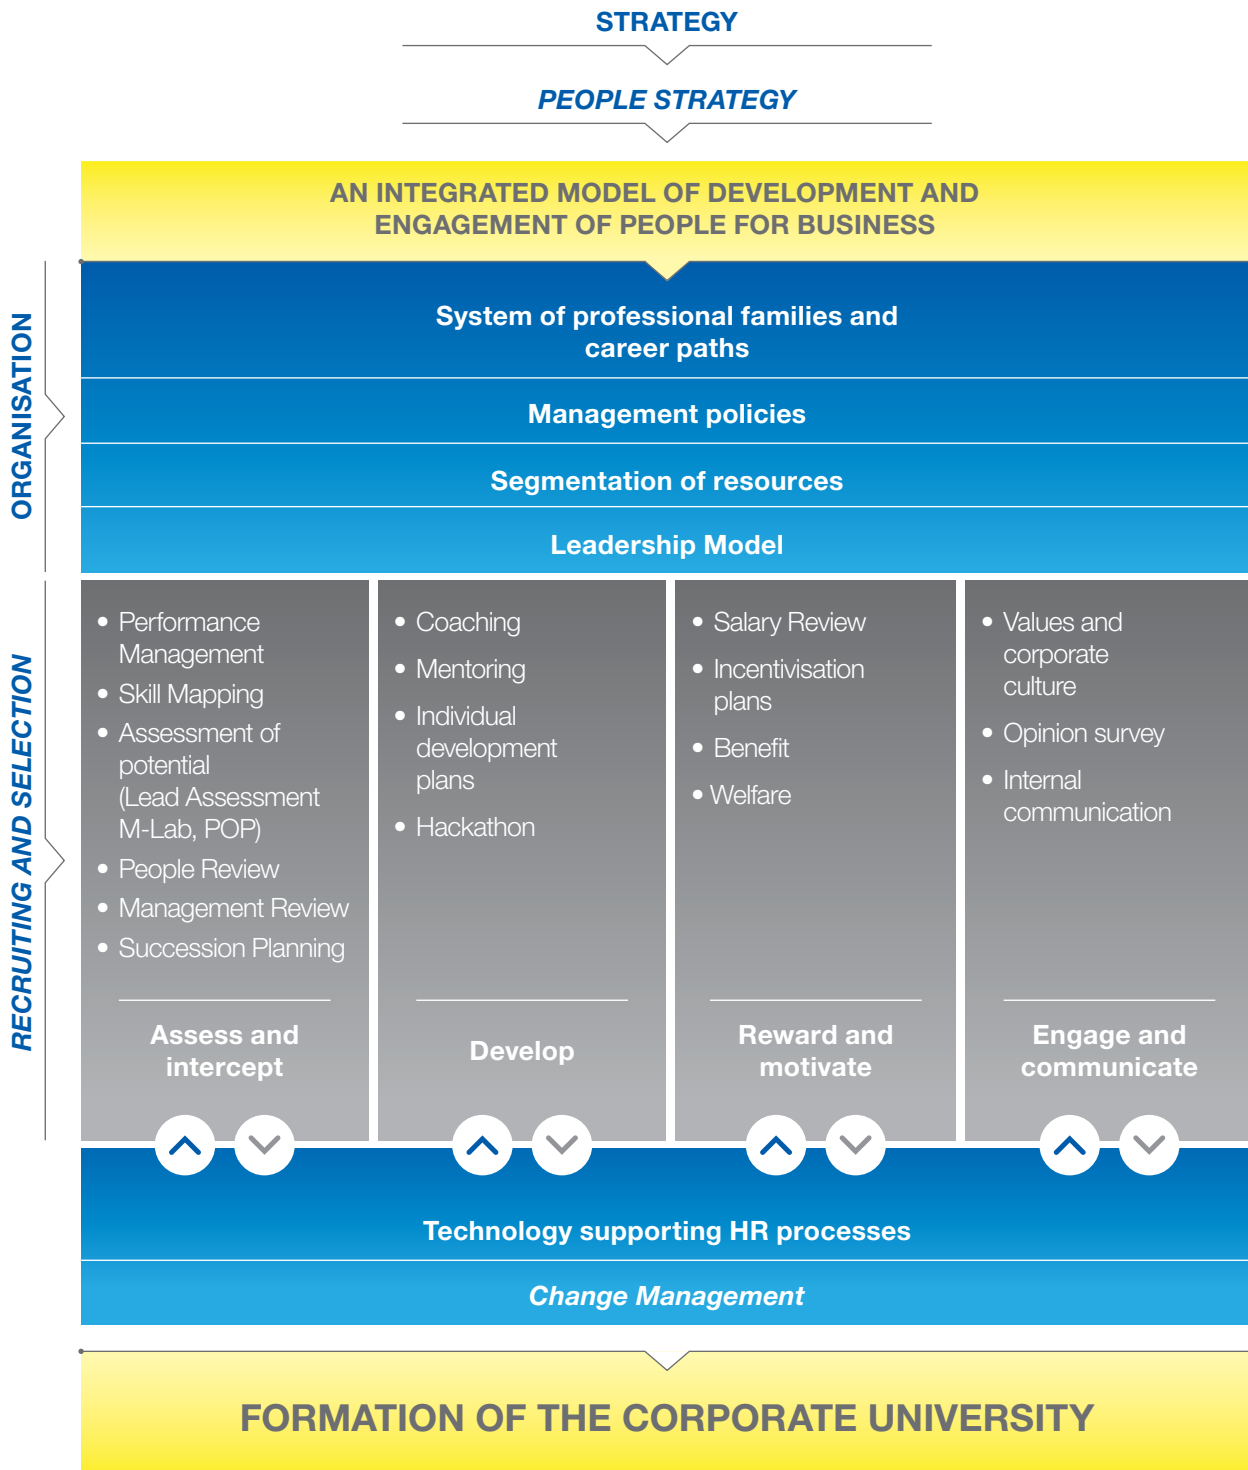 STRATEGY
PEOPLE STRATEGY
AN INTEGRATED MODEL OF DEVELOPMENT AND
ENGAGEMENT OF PEOPLE FOR BUSINESS
ORGANISATION
System of professional families and
career paths
Management policies
Segmentation of resources
Leadership Model
RECRUITING AND SELECTION
• Performance
Management
• Skill Mapping
• Assessment of
potential
(Lead Assessment
M-Lab, POP)
• People Review
• Management Review
• Succession Planning
Assess and
intercept
• Coaching
• Mentoring
• Individual
development
plans
• Hackathon
Develop
• Salary Review
• Incentivisation
plans
• Benefit
• Welfare
Reward and
motivate
• Values and
corporate
culture
• Opinion survey
• Internal
communication
Engage and
communicate
Technology supporting HR processes
Change Management
FORMATION OF THE CORPORATE UNIVERSITY